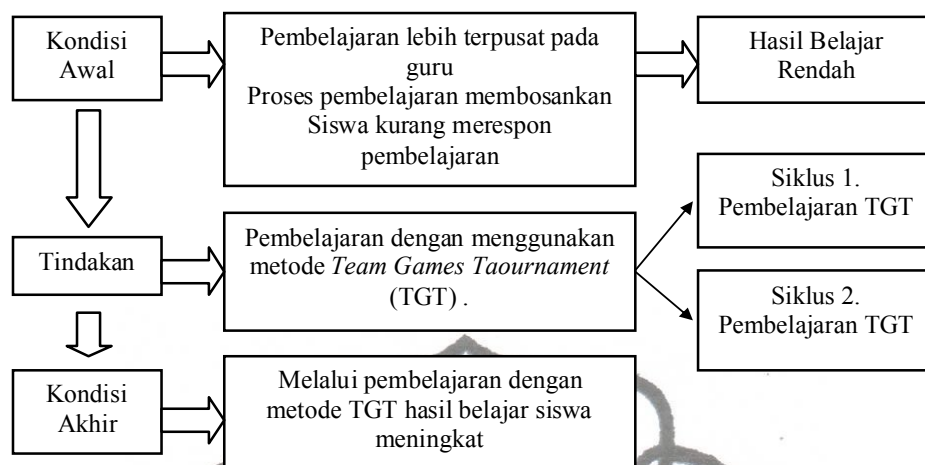 Kondisi
Awal
Pembelajaran lebih terpusat pada
guru
Proses pembelajaran membosankan
Siswa kurang merespon
pembelajaran
Hasil Belajar
Rendah
Tindakan
Pembelajaran dengan menggunakan
metode Team Games Taournament
(TGT) .
Siklus 1.
Pembelajaran TGT
Siklus 2.
Pembelajaran TGT
Kondisi
Akhir
Melalui pembelajaran dengan
metode TGT hasil belajar siswa
meningkat